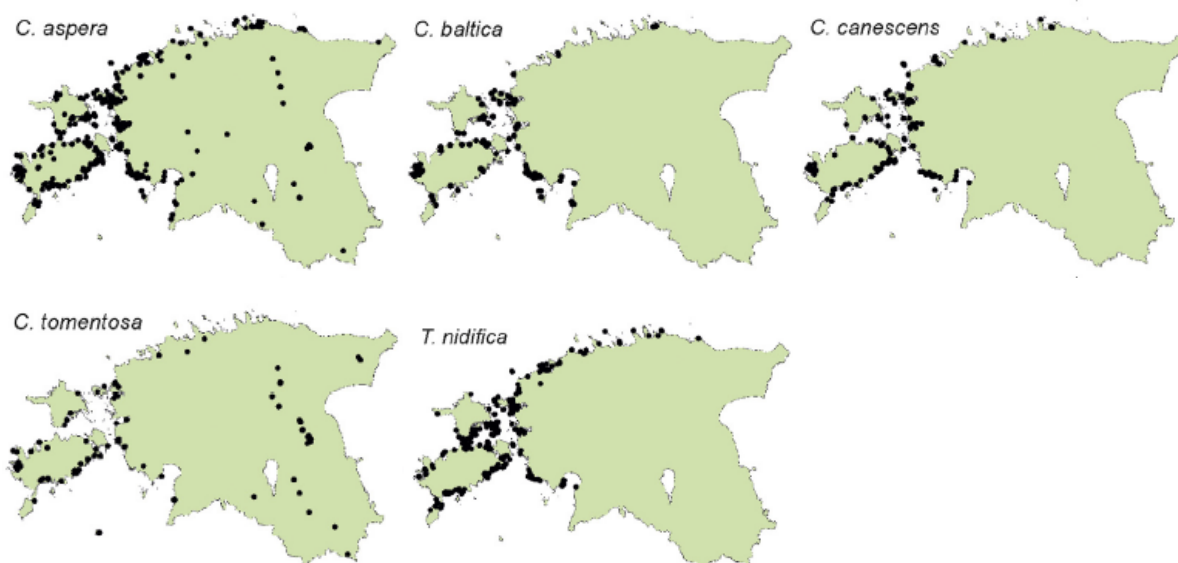 C. aspera
C. baltica
C. canescens
C. tomentosa
T. nidifica